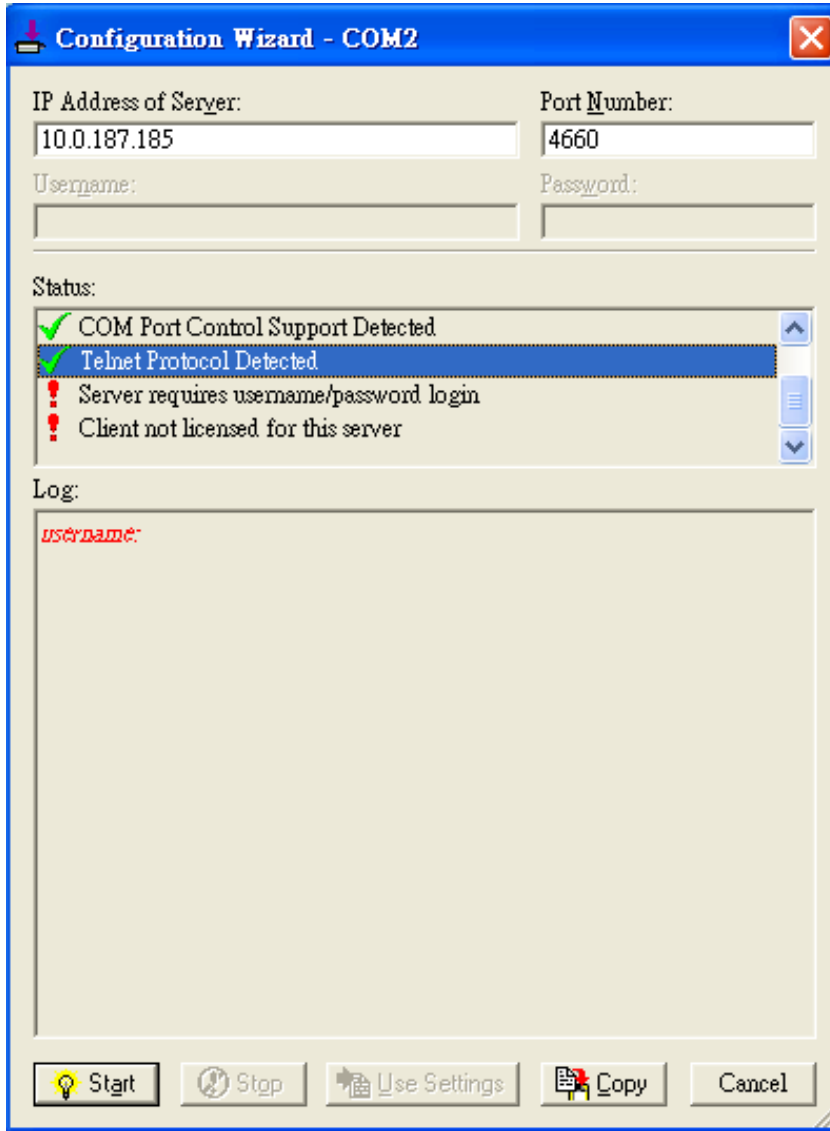 Configuration Wizard - COM2
IP Address of Server: Port Number:
10.0.187.185 4660
Username: Password:
Status:
COM Port Control Support Detected
Telnet Protocol Detected
Server requires username/password login
Client not licensed for this server
Log:
username:
Start Stop Use Settings Copy Cancel